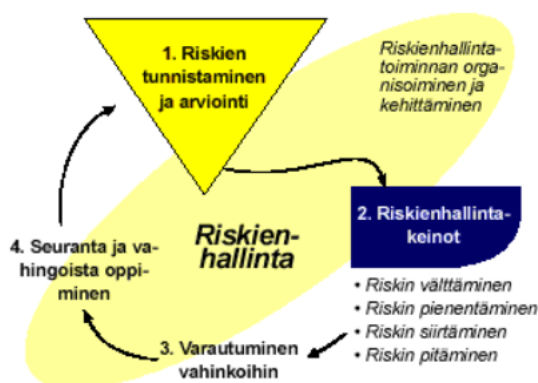 1. Riskien
tunnistaminen
ja arviointi
Riskienhallinta-
toiminnan orga-
nisoiminen ja
kehittäminen
2. Riskienhallinta-
keinot
• Riskin välttäminen
• Riskin pienentäminen
• Riskin siirtäminen
• Riskin pitäminen
3. Varautuminen
vahinkoihin
4. Seuranta ja va-
hingoista oppi-
minen
Riskien-
hallinta